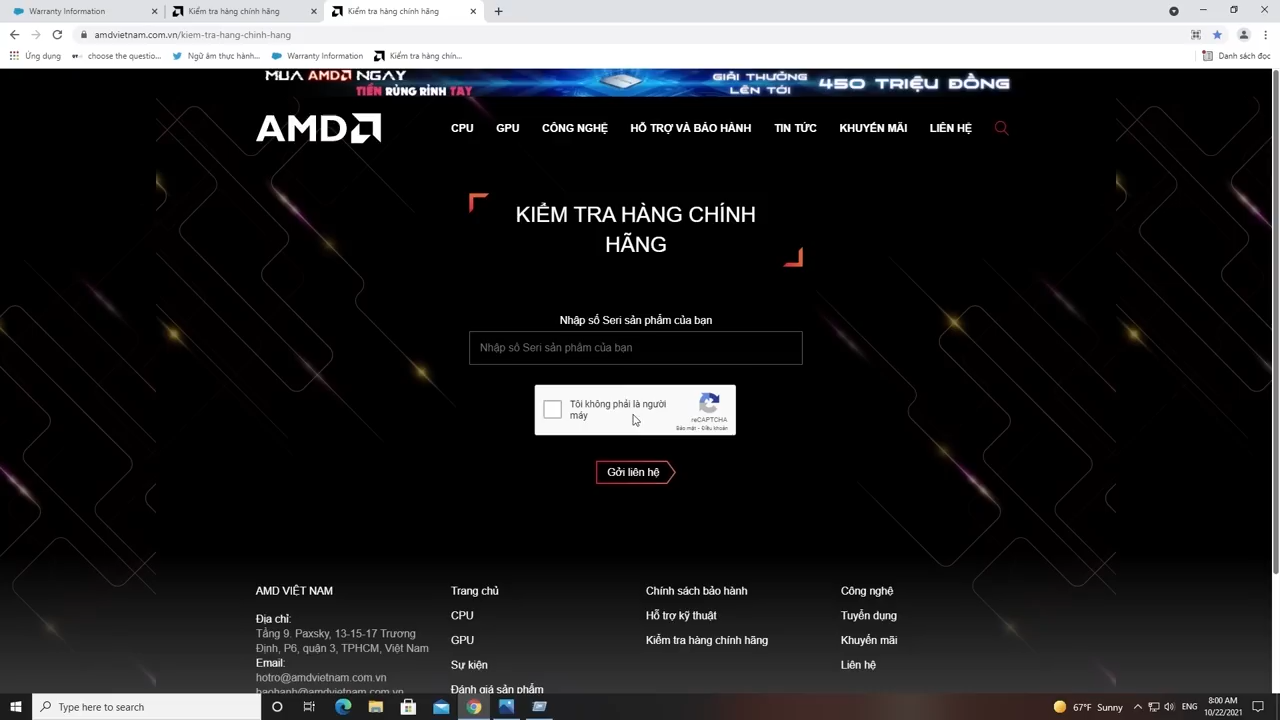 Warranty Information
Kiểm tra hàng chính hãng
Kiểm tra hàng chính hãng
amdvietnam.com.vn/kiem-tra-hang-chinh-hang
Ứng dụng
choose the questio...
Ngữ âm thực hành...
Warranty Information
Kiểm tra hàng chín...
Danh sách đọc
MUA AMD NGAY
TIỀN RỦNG RỈNH TAY
GIẢI THƯỞNG
LÊN TỚI
450 TRIỆU ĐỒNG
AMD
CPU
GPU
CÔNG NGHỆ
HỖ TRỢ VÀ BẢO HÀNH
TIN TỨC
KHUYẾN MÃI
LIÊN HỆ
KIỂM TRA HÀNG CHÍNH
HÃNG
Nhập số Seri sản phẩm của bạn
Nhập số Seri sản phẩm của bạn
Tôi không phải là người
máy
reCAPTCHA
Bảo mật - Điều khoản
Gởi liên hệ
AMD VIỆT NAM
Địa chỉ:
Tầng 9. Paxsky, 13-15-17 Trương
Định, P6, quận 3, TPHCM, Việt Nam
Email:
hotro@amdvietnam.com.vn
baohanh@amdvietnam.com.vn
Trang chủ
CPU
GPU
Sự kiện
Đánh giá sản phẩm
Chính sách bảo hành
Hỗ trợ kỹ thuật
Kiểm tra hàng chính hãng
Công nghệ
Tuyển dụng
Khuyến mãi
Liên hệ
Type here to search
67°F Sunny
ENG
8:00 AM
10/22/2021